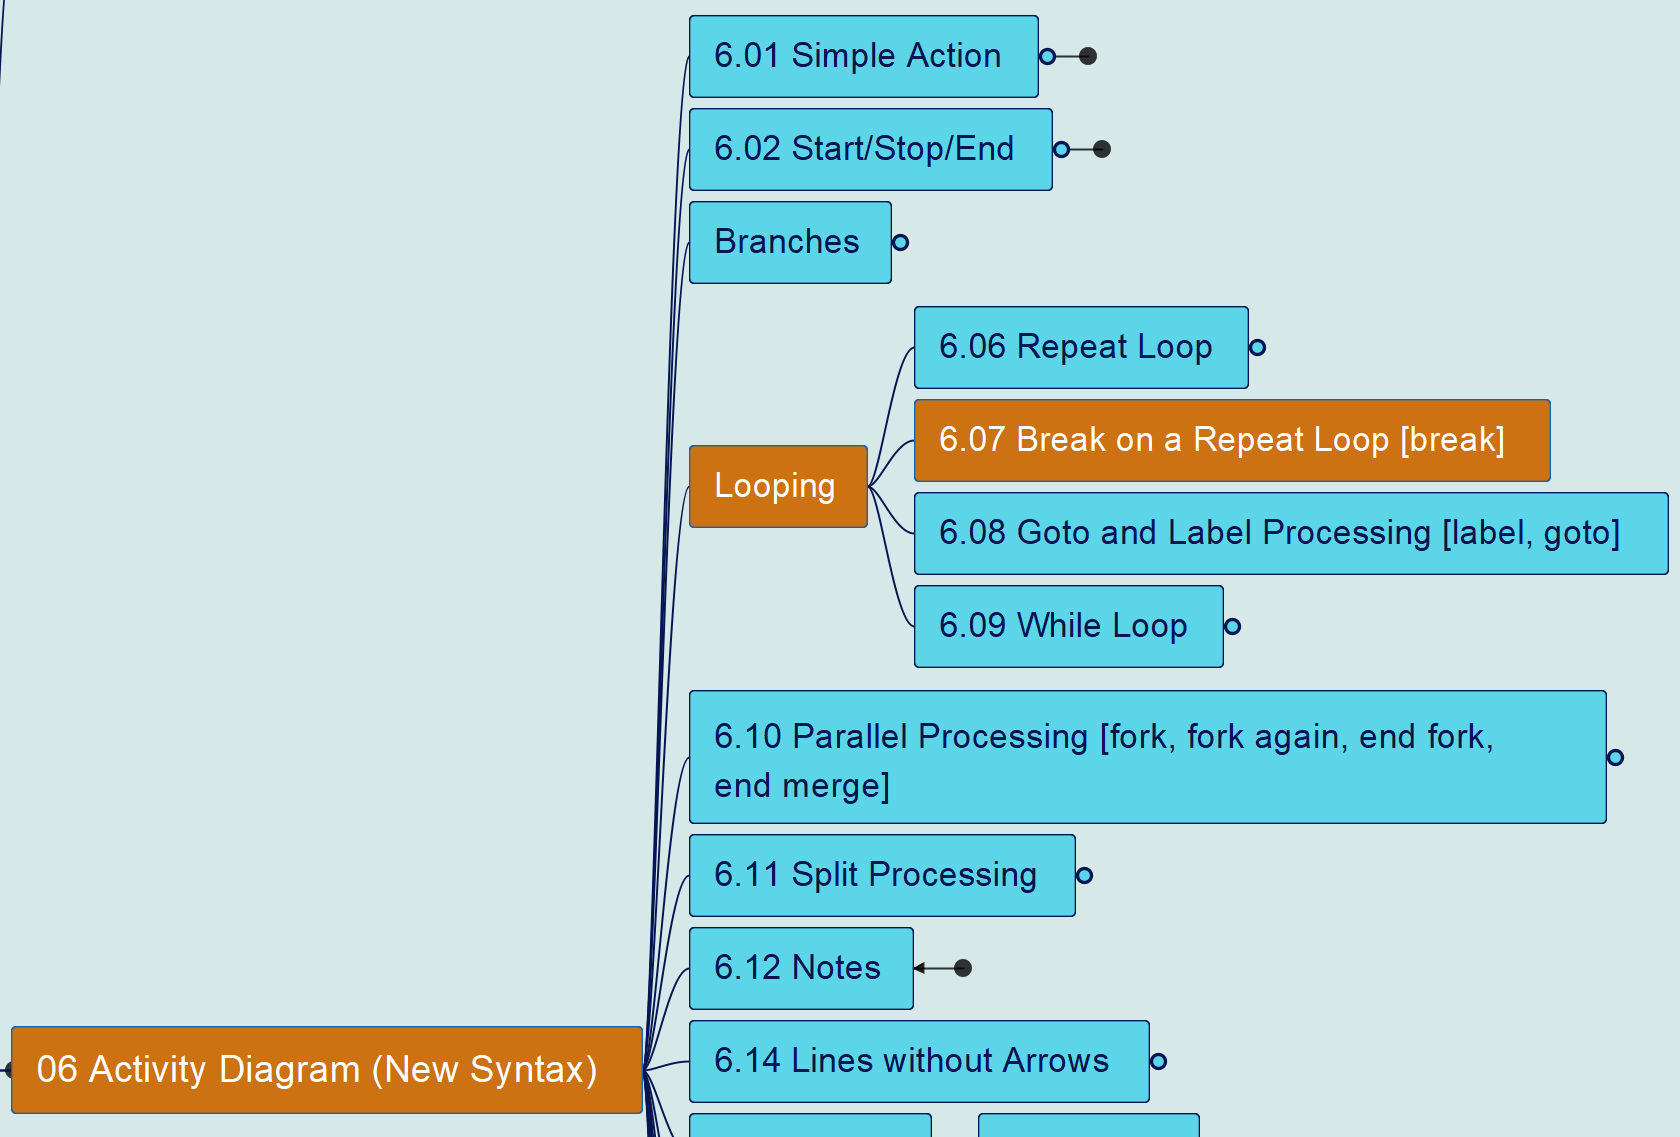 6.01 Simple Action
6.02 Start/Stop/End
Branches
6.06 Repeat Loop
6.07 Break on a Repeat Loop [break]
Looping
6.08 Goto and Label Processing [label, goto]
6.09 While Loop
6.10 Parallel Processing [fork, fork again, end fork,
end merge]
6.11 Split Processing
6.12 Notes
6.14 Lines without Arrows
06 Activity Diagram (New Syntax)